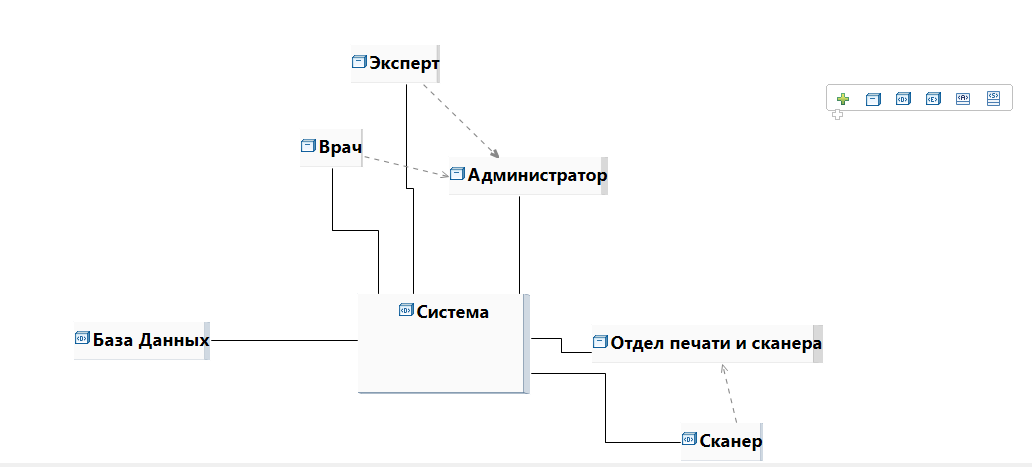 Эксперт
Врач
Администратор
Система
База Данных
Отдел печати и сканера
Сканер